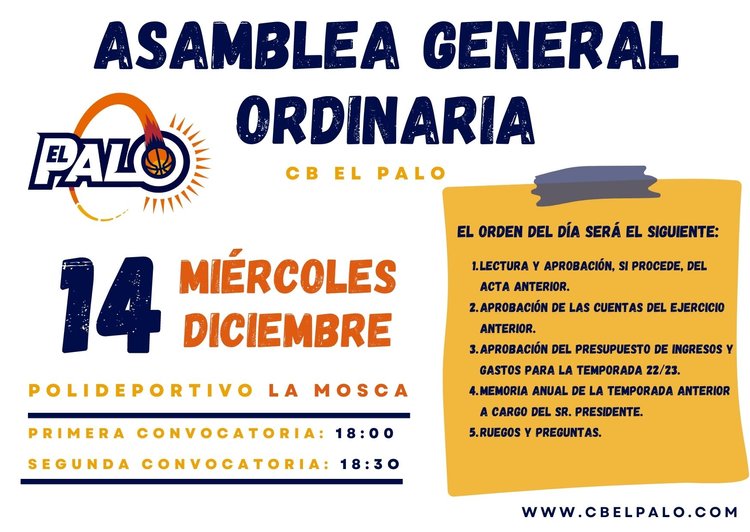 ASAMBLEA GENERAL
ORDINARIA
CB EL PALO
EL
PALO
14
MIÉRCOLES
DICIEMBRE
POLIDEPORTIVO LA MOSCA
PRIMERA CONVOCATORIA: 18:00
SEGUNDA CONVOCATORIA: 18:30
EL ORDEN DEL DÍA SERÁ EL SIGUIENTE:
1.LECTURA Y APROBACIÓN, SI PROCEDE, DEL
ACTA ANTERIOR.
2.APROBACIÓN DE LAS CUENTAS DEL EJERCICIO
ANTERIOR.
3.APROBACIÓN DEL PRESUPUESTO DE INGRESOS Y
GASTOS PARA LA TEMPORADA 22/23.
4.MEMORIA ANUAL DE LA TEMPORADA ANTERIOR
A CARGO DEL SR. PRESIDENTE.
5.RUEGOS Y PREGUNTAS.
WWW.CBELPALO.COM